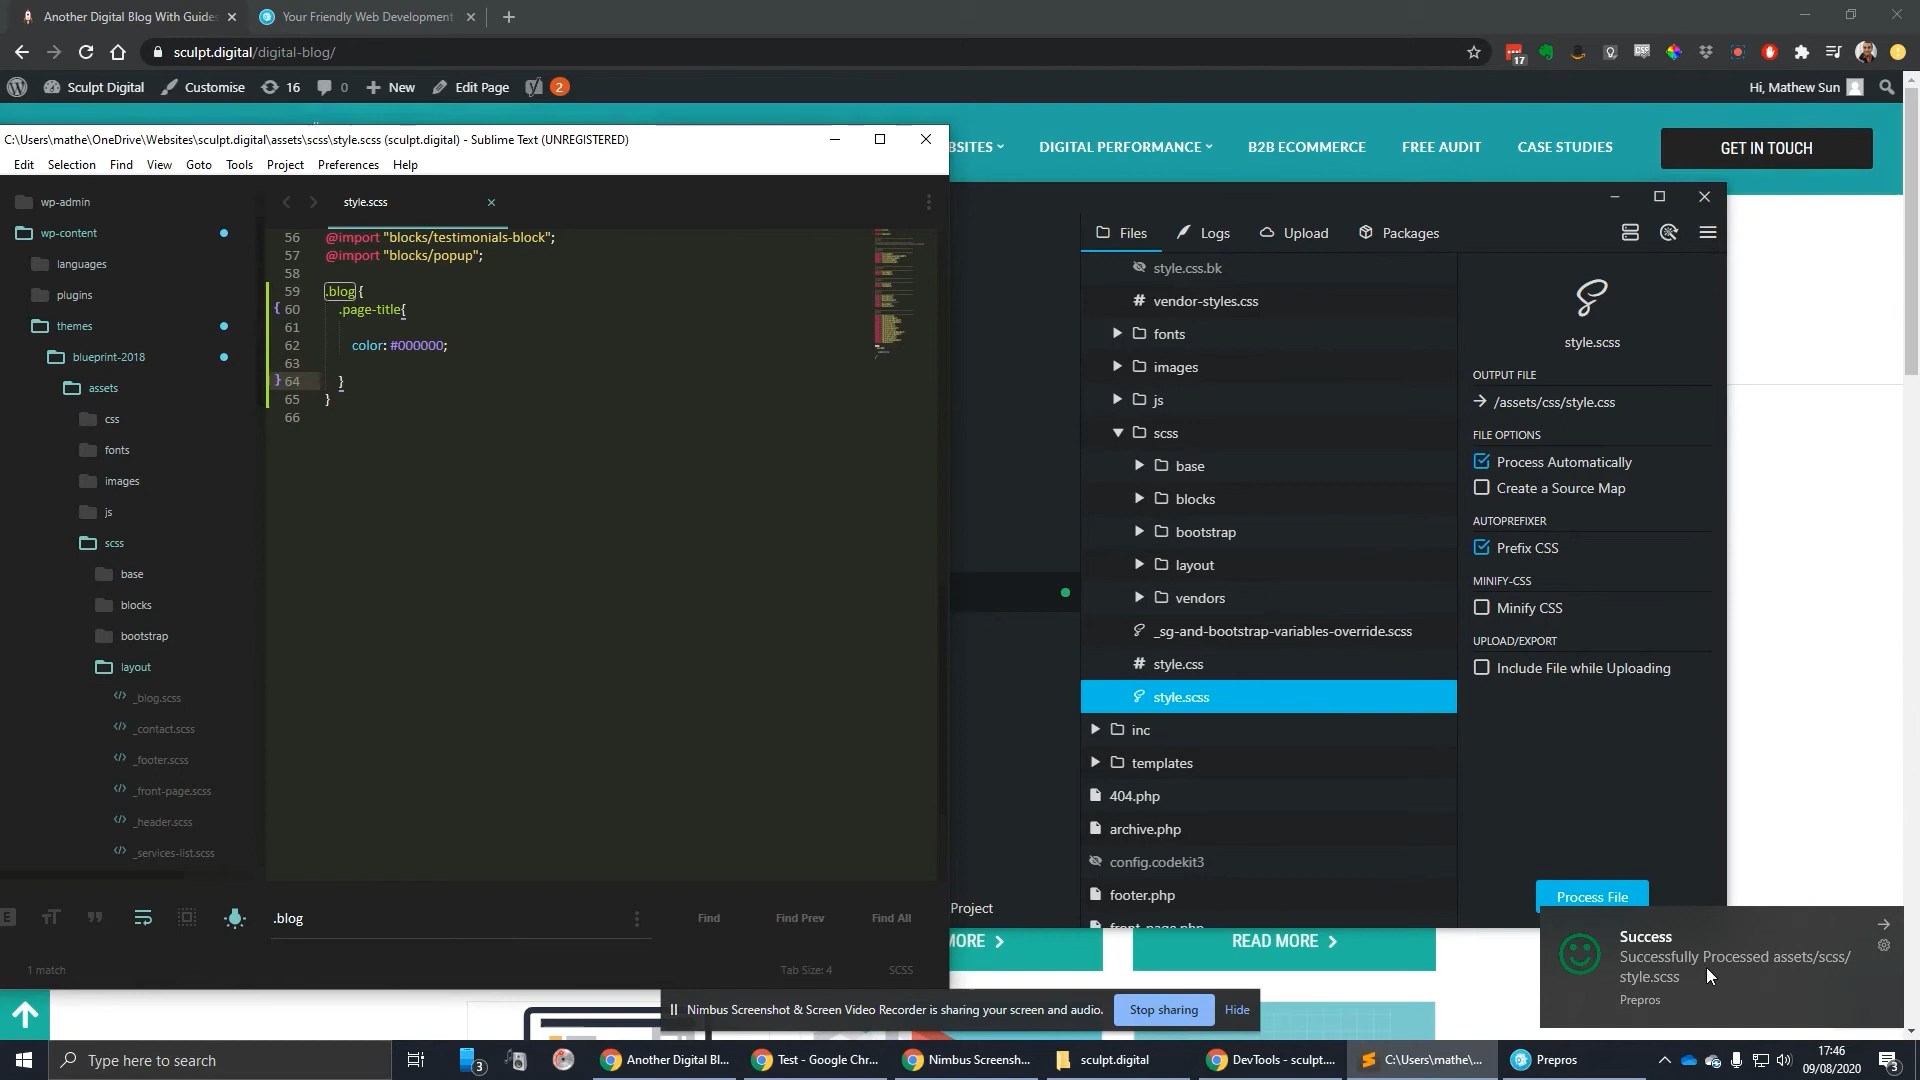 Another Digital Blog With Guides
Your Friendly Web Development
sculpt.digital/digital-blog/
17
Sculpt Digital
Customise
16
0
New
Edit Page
2
Hi, Mathew Sun
BSITES
DIGITAL PERFORMANCE
B2B ECOMMERCE
FREE AUDIT
CASE STUDIES
GET IN TOUCH
C:\Users\mathe\OneDrive\Websites\sculpt.digital\assets\scss\style.scss (sculpt.digital) - Sublime Text (UNREGISTERED)
Edit
Selection
Find
View
Goto
Tools
Project
Preferences
Help
wp-admin
wp-content
languages
plugins
themes
blueprint-2018
assets
css
fonts
images
js
scss
base
blocks
bootstrap
layout
_blog.scss
_contact.scss
_footer.scss
_front-page.scss
_header.scss
_services-list.scss
style.scss
56 @import "blocks/testimonials-block";
57 @import "blocks/popup";
58
59 .blog{
60 .page-title{
61
62 color: #000000;
63
64 }
65 }
66
.blog
Find
Find Prev
Find All
1 match
Tab Size: 4
SCSS
Files
Logs
Upload
Packages
style.css.bk
vendor-styles.css
fonts
images
js
scss
base
blocks
bootstrap
layout
vendors
_sg-and-bootstrap-variables-override.scss
style.css
style.scss
inc
templates
404.php
archive.php
config.codekit3
footer.php
front-page.php
Project
style.scss
OUTPUT FILE
/assets/css/style.css
FILE OPTIONS
Process Automatically
Create a Source Map
AUTOPREFIXER
Prefix CSS
MINIFY-CSS
Minify CSS
UPLOAD/EXPORT
Include File while Uploading
Process File
MORE
READ MORE
Success
Successfully Processed assets/scss/
style.scss
Prepros
Nimbus Screenshot & Screen Video Recorder is sharing your screen and audio.
Stop sharing
Hide
Type here to search
3
Another Digital Bl...
Test - Google Chr...
Nimbus Screensh...
sculpt.digital
DevTools - sculpt....
C:\Users\mathe\...
Prepros
17:46
09/08/2020
3